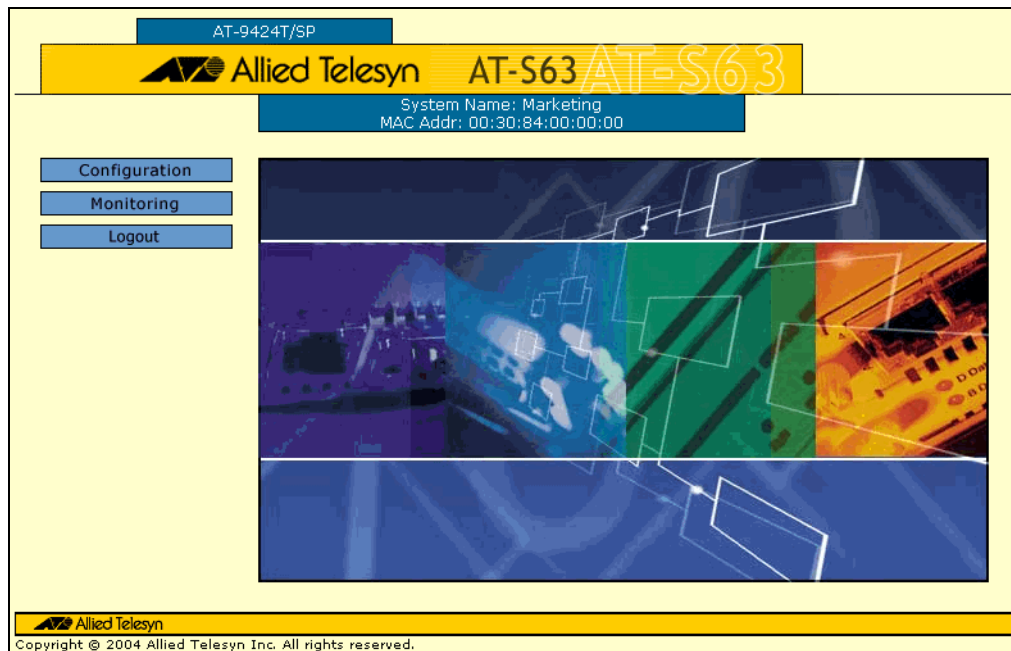 AT-9424T/SP
Allied Telesyn AT-S63 AT-S63
System Name: Marketing
MAC Addr: 00:30:84:00:00:00
Configuration
Monitoring
Logout
Allied Telesyn
Copyright © 2004 Allied Telesyn Inc. All rights reserved.